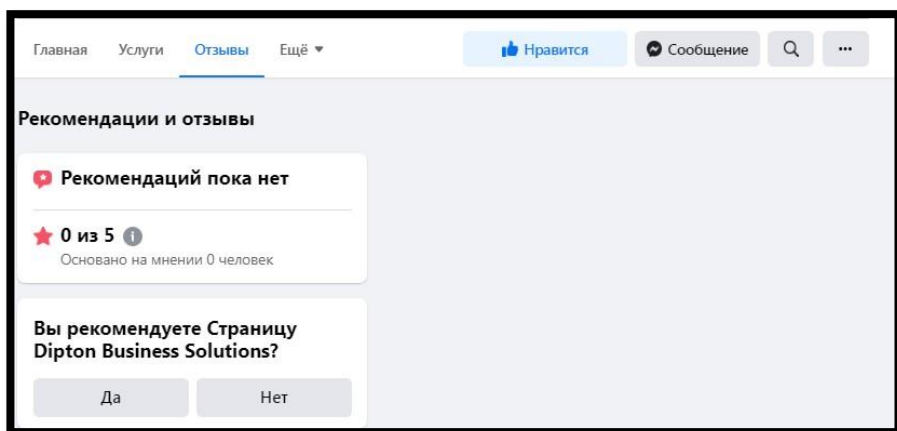 Главная Услуги Отзывы Ещё ▼ Нравится Сообщение
Рекомендации и отзывы
Рекомендаций пока нет
0 из 5
Основано на мнении 0 человек
Вы рекомендуете Страницу
Dipton Business Solutions?
Да Нет